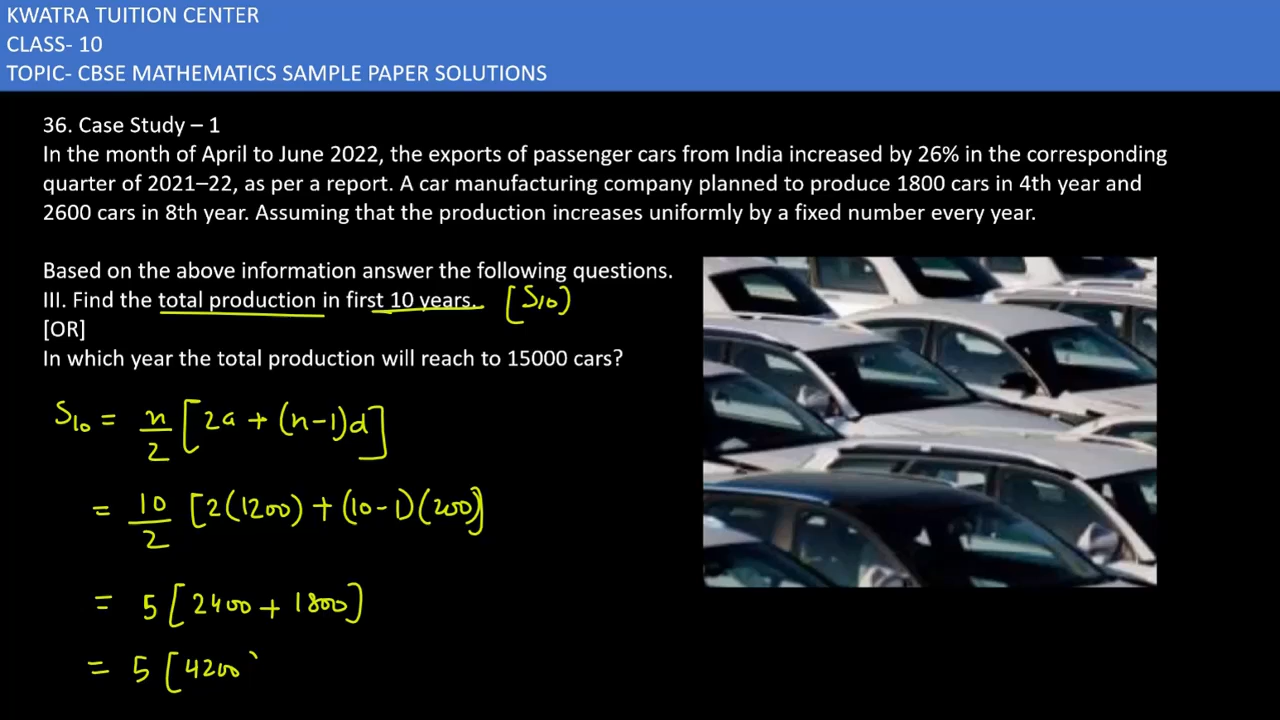 KWATRA TUITION CENTER
CLASS- 10
TOPIC- CBSE MATHEMATICS SAMPLE PAPER SOLUTIONS
36. Case Study – 1
In the month of April to June 2022, the exports of passenger cars from India increased by 26% in the corresponding
quarter of 2021–22, as per a report. A car manufacturing company planned to produce 1800 cars in 4th year and
2600 cars in 8th year. Assuming that the production increases uniformly by a fixed number every year.
Based on the above information answer the following questions.
III. Find the total production in first 10 years. [S10)
[OR]
In which year the total production will reach to 15000 cars?
S10 = n/2 [2a + (n-1)d]
= 10/2 [2(1200) + (10-1)(200)]
= 5[2400 + 1800]
= 5[4200